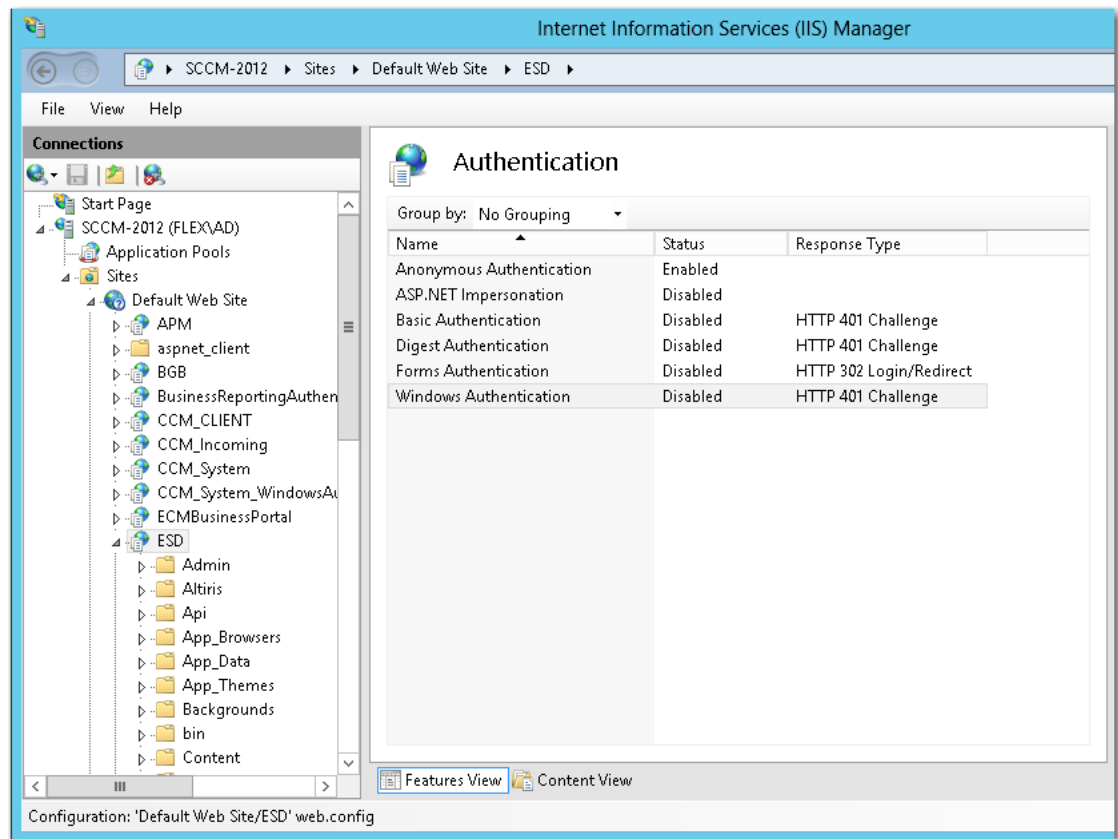 Internet Information Services (IIS) Manager
SCCM-2012 Sites Default Web Site ESD
File View Help
Connections
Start Page
SCCM-2012 (FLEX\AD)
Application Pools
Sites
Default Web Site
APM
aspnet_client
BGB
BusinessReportingAuthen
CCM_CLIENT
CCM_Incoming
CCM_System
CCM_System_WindowsAu
ECMBusinessPortal
ESD
Admin
Altiris
Api
App_Browsers
App_Data
App_Themes
Backgrounds
bin
Content
Authentication
Group by: No Grouping
Name Status Response Type
Anonymous Authentication Enabled
ASP.NET Impersonation Disabled
Basic Authentication Disabled HTTP 401 Challenge
Digest Authentication Disabled HTTP 401 Challenge
Forms Authentication Disabled HTTP 302 Login/Redirect
Windows Authentication Disabled HTTP 401 Challenge
Features View Content View
Configuration: 'Default Web Site/ESD' web.config